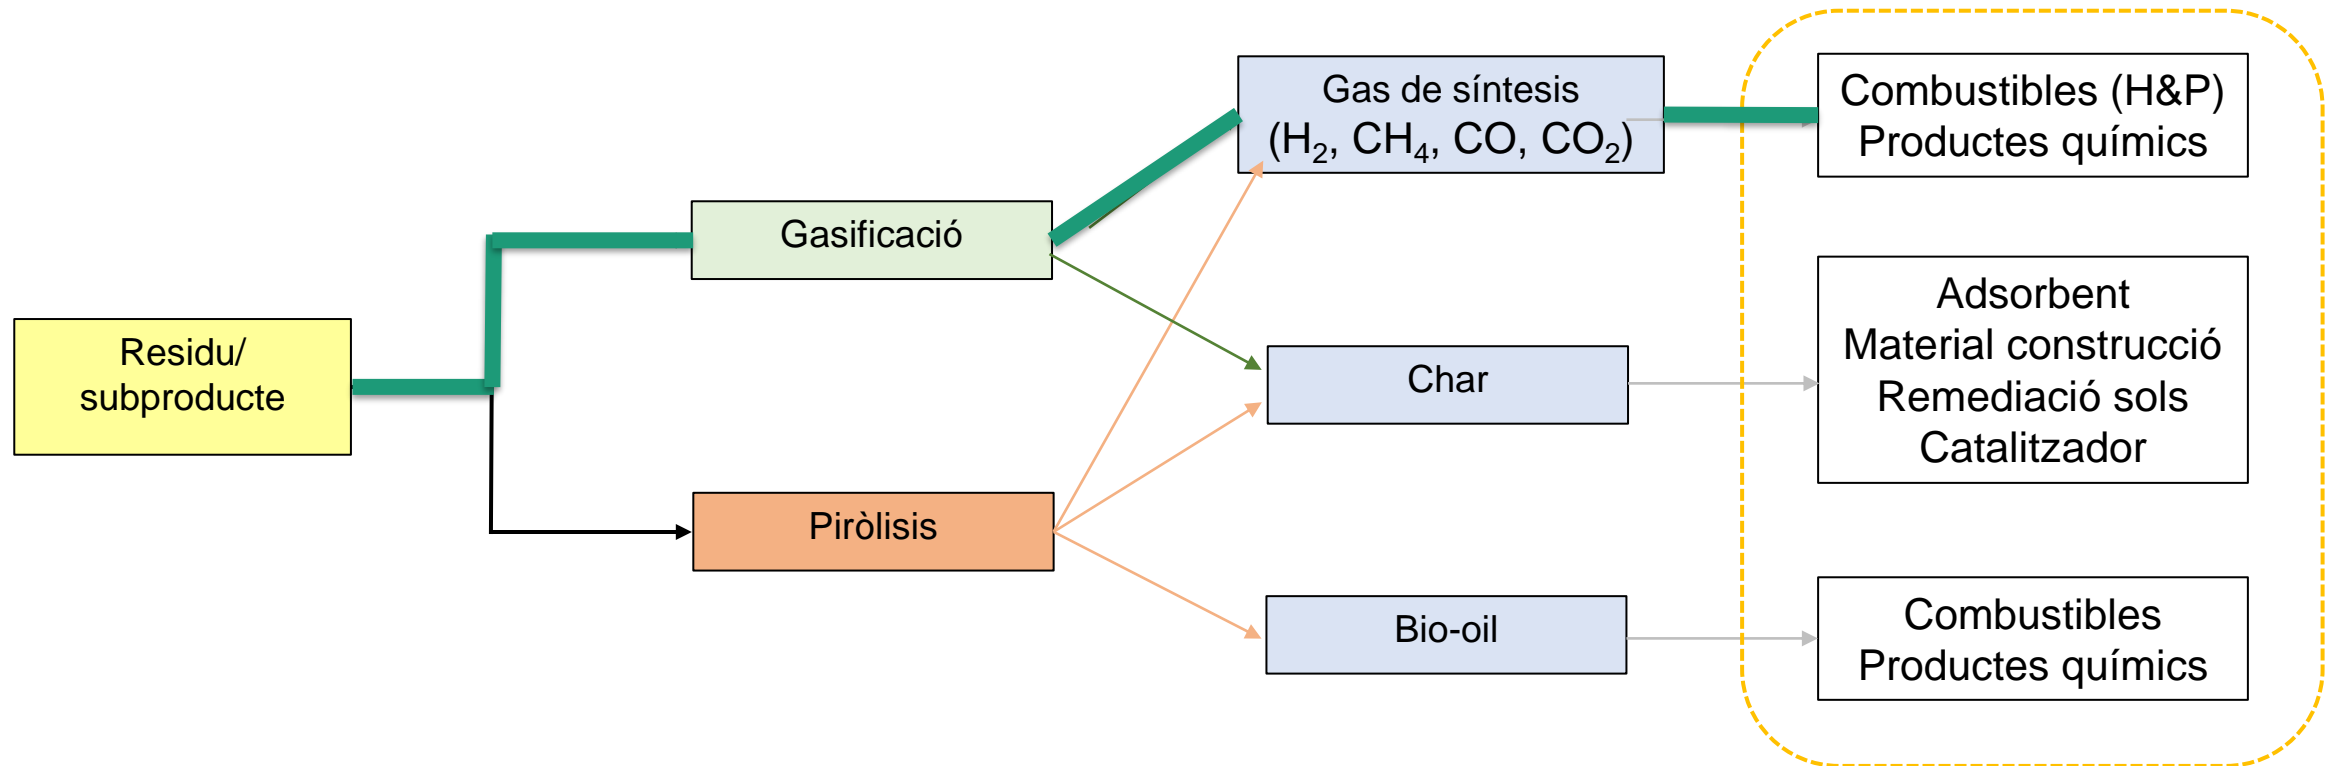 Residu/
subproducte
Gasificació
Piròlisis
Gas de síntesis
(H₂, CH₄, CO, CO₂)
Char
Bio-oil
Combustibles (H&P)
Productes químics
Adsorbent
Material construcció
Remediació sols
Catalitzador
Combustibles
Productes químics